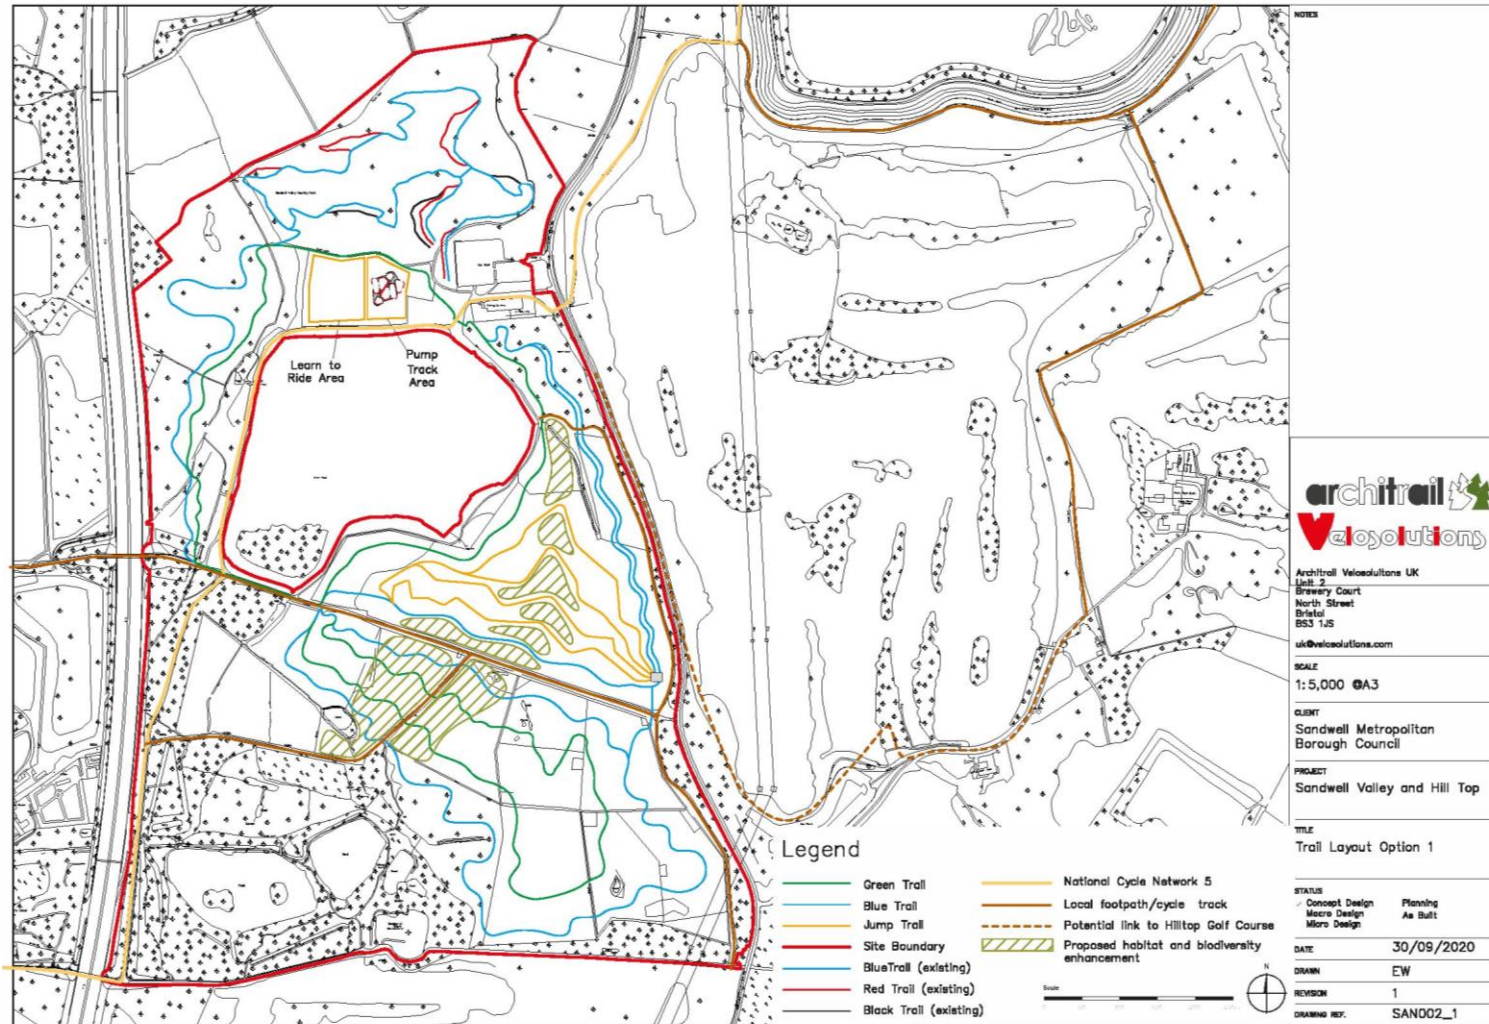 NOTES
Learn to
Ride Area
Pump
Track
Area
architrail
Velosolutions
Architrail Velosolultons UK
Unit 2
Brewery Court
North Street
Bristol
BS3 1JS
uk@velosolutions.com
SCALE
1:5,000 @A3
CLIENT
Sandwell Metropolitan
Borough Council
PROJECT
Sandwell Valley and Hill Top
TITLE
Trail Layout Option 1
STATUS
Concept Design Planning
Macro Design As Built
Micro Design
DATE 30/09/2020
DRAWN EW
REVISION 1
DRAWING REF. SAN002_1
Legend
Green Trail
Blue Trail
Jump Trail
Site Boundary
BlueTrail (existing)
Red Trail (existing)
Black Trail (existing)
National Cycle Network 5
Local footpath/cycle track
Potential link to Hilltop Golf Course
Proposed habitat and biodiversity
enhancement
Scale
N